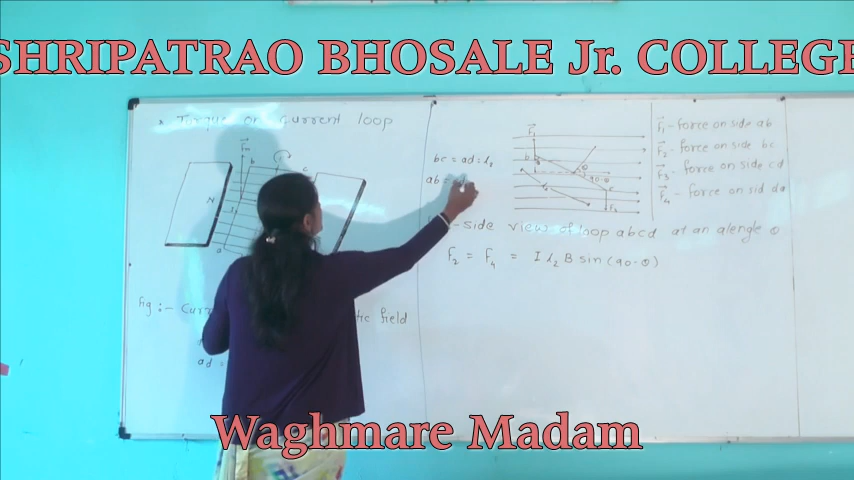 SHRIPATRAO BHOSALE Jr. COLLEGE
* Torque on current loop
N
b
c
a
fig :- Curr
field
ad =
bc = ad = l₂
ab =
F₁
b
θ
90-θ
c
F₁ - force on side ab
F₂ - force on side bc
F₃ - force on side cd
F₄ - force on sid da
-side view of loop abcd at an alengle θ
F₂ = F₄ = I l₂ B sin (90-θ)
Waghmare Madam